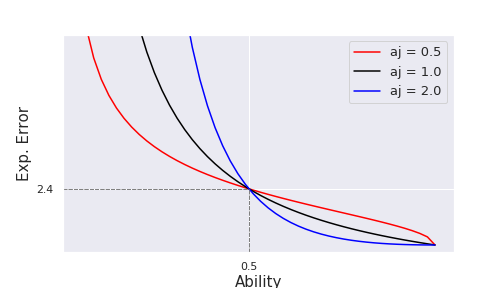 aj = 0.5
aj = 1.0
aj = 2.0
Exp. Error
2.4
0.5
Ability